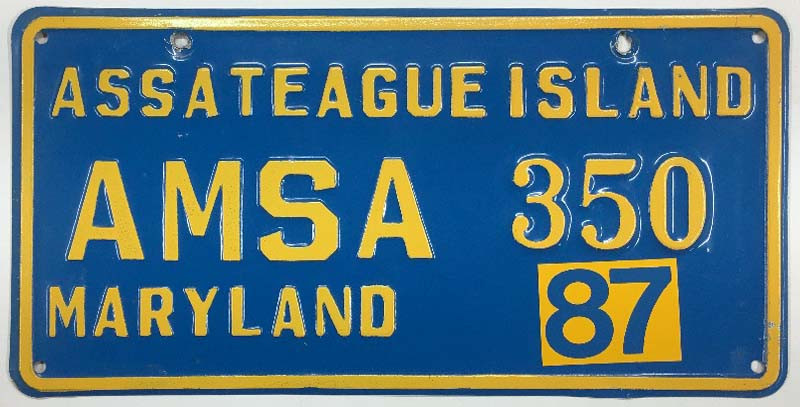 ASSATEAGUE ISLAND
AMSA 350
MARYLAND 87